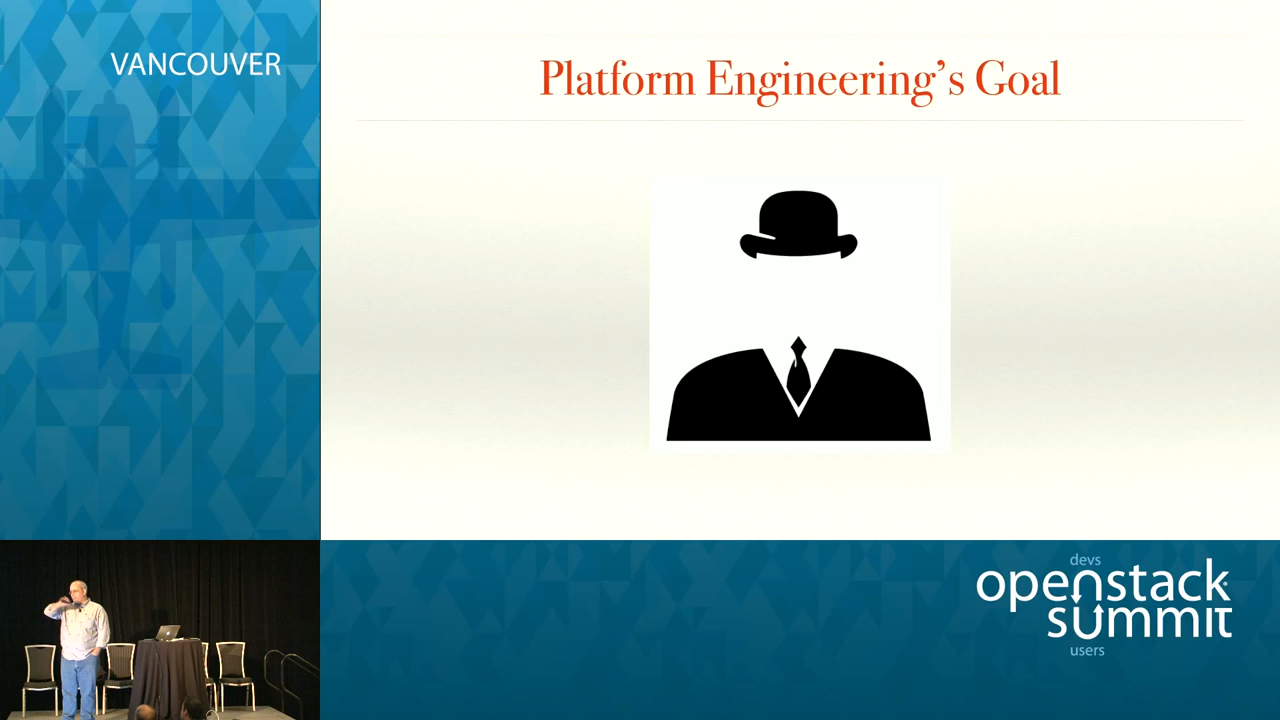 VANCOUVER
Platform Engineering's Goal
devs
openstack
summit
users